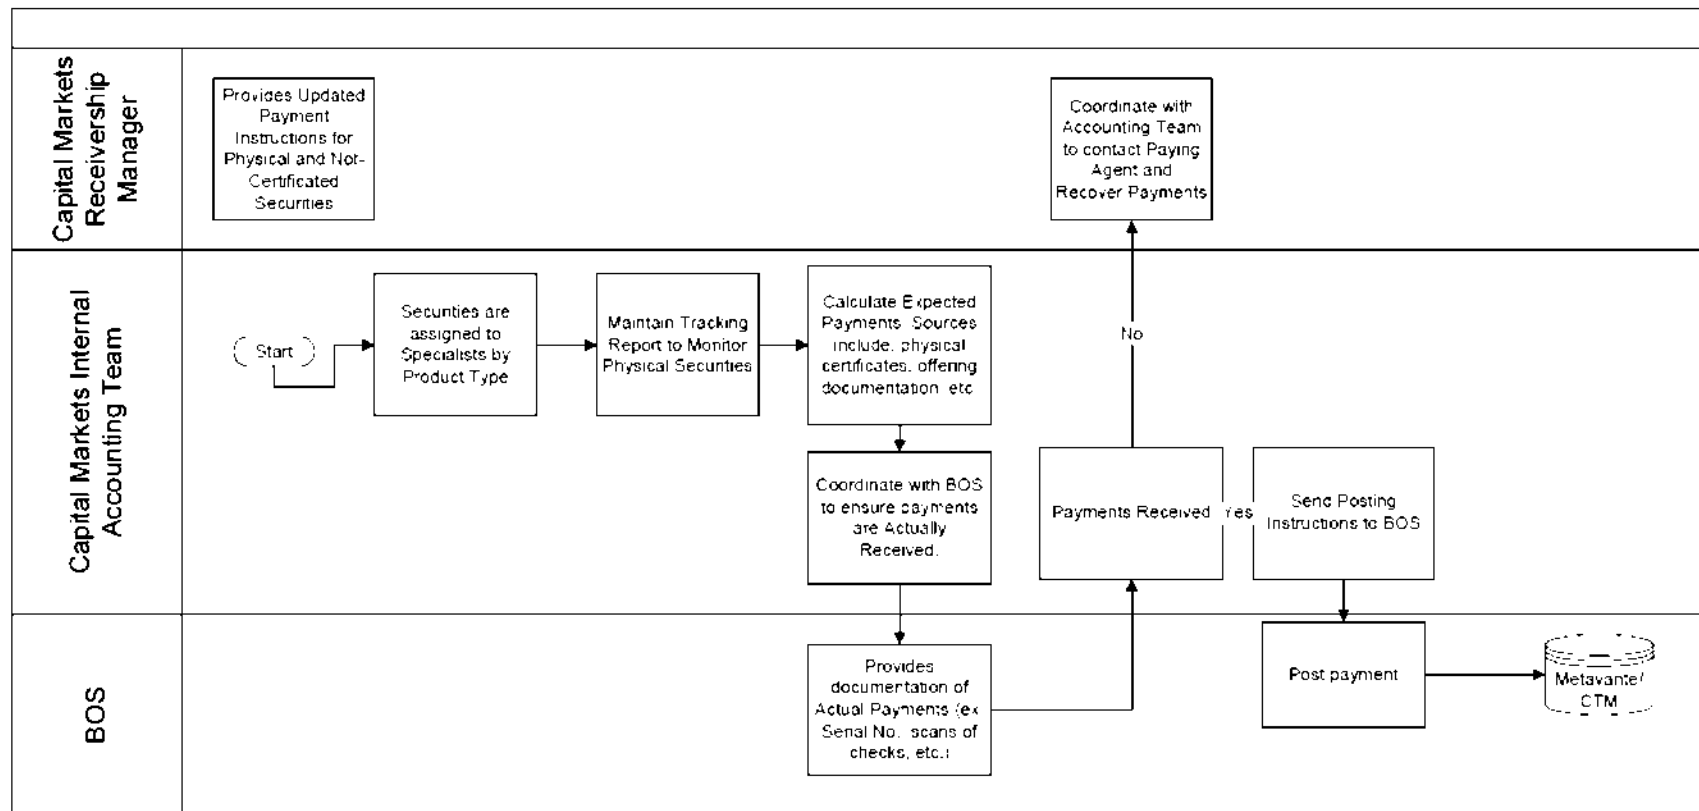 Capital Markets
Receivership
Manager
Provides Updated
Payment
Instructions for
Physical and Not-
Certificated
Securities
Coordinate with
Accounting Team
to contact Paying
Agent and
Recover Payments
No
Capital Markets Internal
Accounting Team
Start
Securities are
assigned to
Specialists by
Product Type
Maintain Tracking
Report to Monitor
Physical Securities
Calculate Expected
Payments. Sources
include, physical
certificates, offering
documentation, etc.
Coordinate with BOS
to ensure payments
are Actually
Received.
Payments Received
Yes
Send Posting
Instructions to BOS
BOS
Provides
documentation of
Actual Payments (ex
Serial No., scans of
checks, etc.)
Post payment
Metavante/
CTM